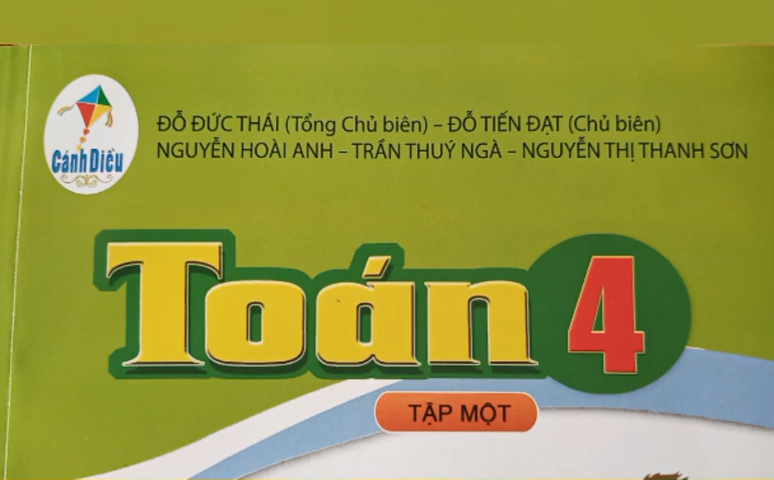 Cánh Diều
ĐỖ ĐỨC THÁI (Tổng Chủ biên) – ĐỖ TIẾN ĐẠT (Chủ biên)
NGUYỄN HOÀI ANH – TRẦN THUÝ NGÀ – NGUYỄN THỊ THANH SƠN
Toán 4
TẬP MỘT